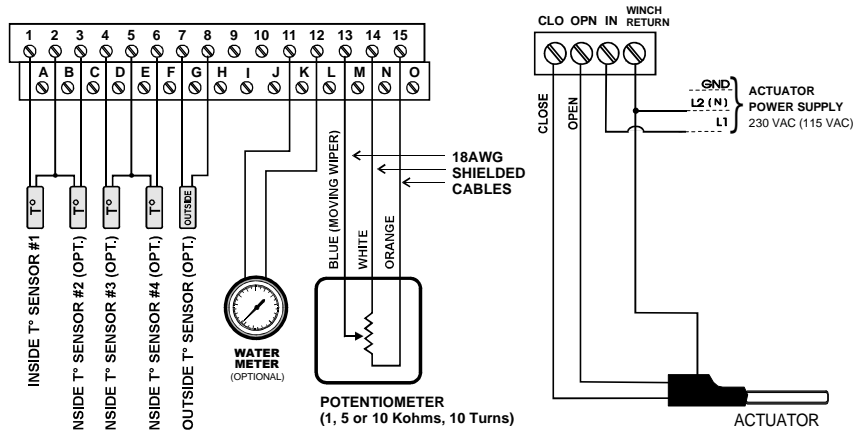 1 2 3 4 5 6 7 8 9 10 11 12 13 14 15
A B C D E F G H I J K L M N O
T°
T°
T°
T°
OUTSIDE
INSIDE T° SENSOR #1
NSIDE T° SENSOR #2 (OPT.)
NSIDE T° SENSOR #3 (OPT.)
NSIDE T° SENSOR #4 (OPT.)
OUTSIDE T° SENSOR (OPT.)
WATER
METER
(OPTIONAL)
BLUE (MOVING WIPER)
WHITE
ORANGE
18AWG
SHIELDED
CABLES
POTENTIOMETER
(1, 5 or 10 Kohms, 10 Turns)
CLO OPN IN WINCH
RETURN
CLOSE
OPEN
GND
L2 (N)
L1
ACTUATOR
POWER SUPPLY
230 VAC (115 VAC)
ACTUATOR